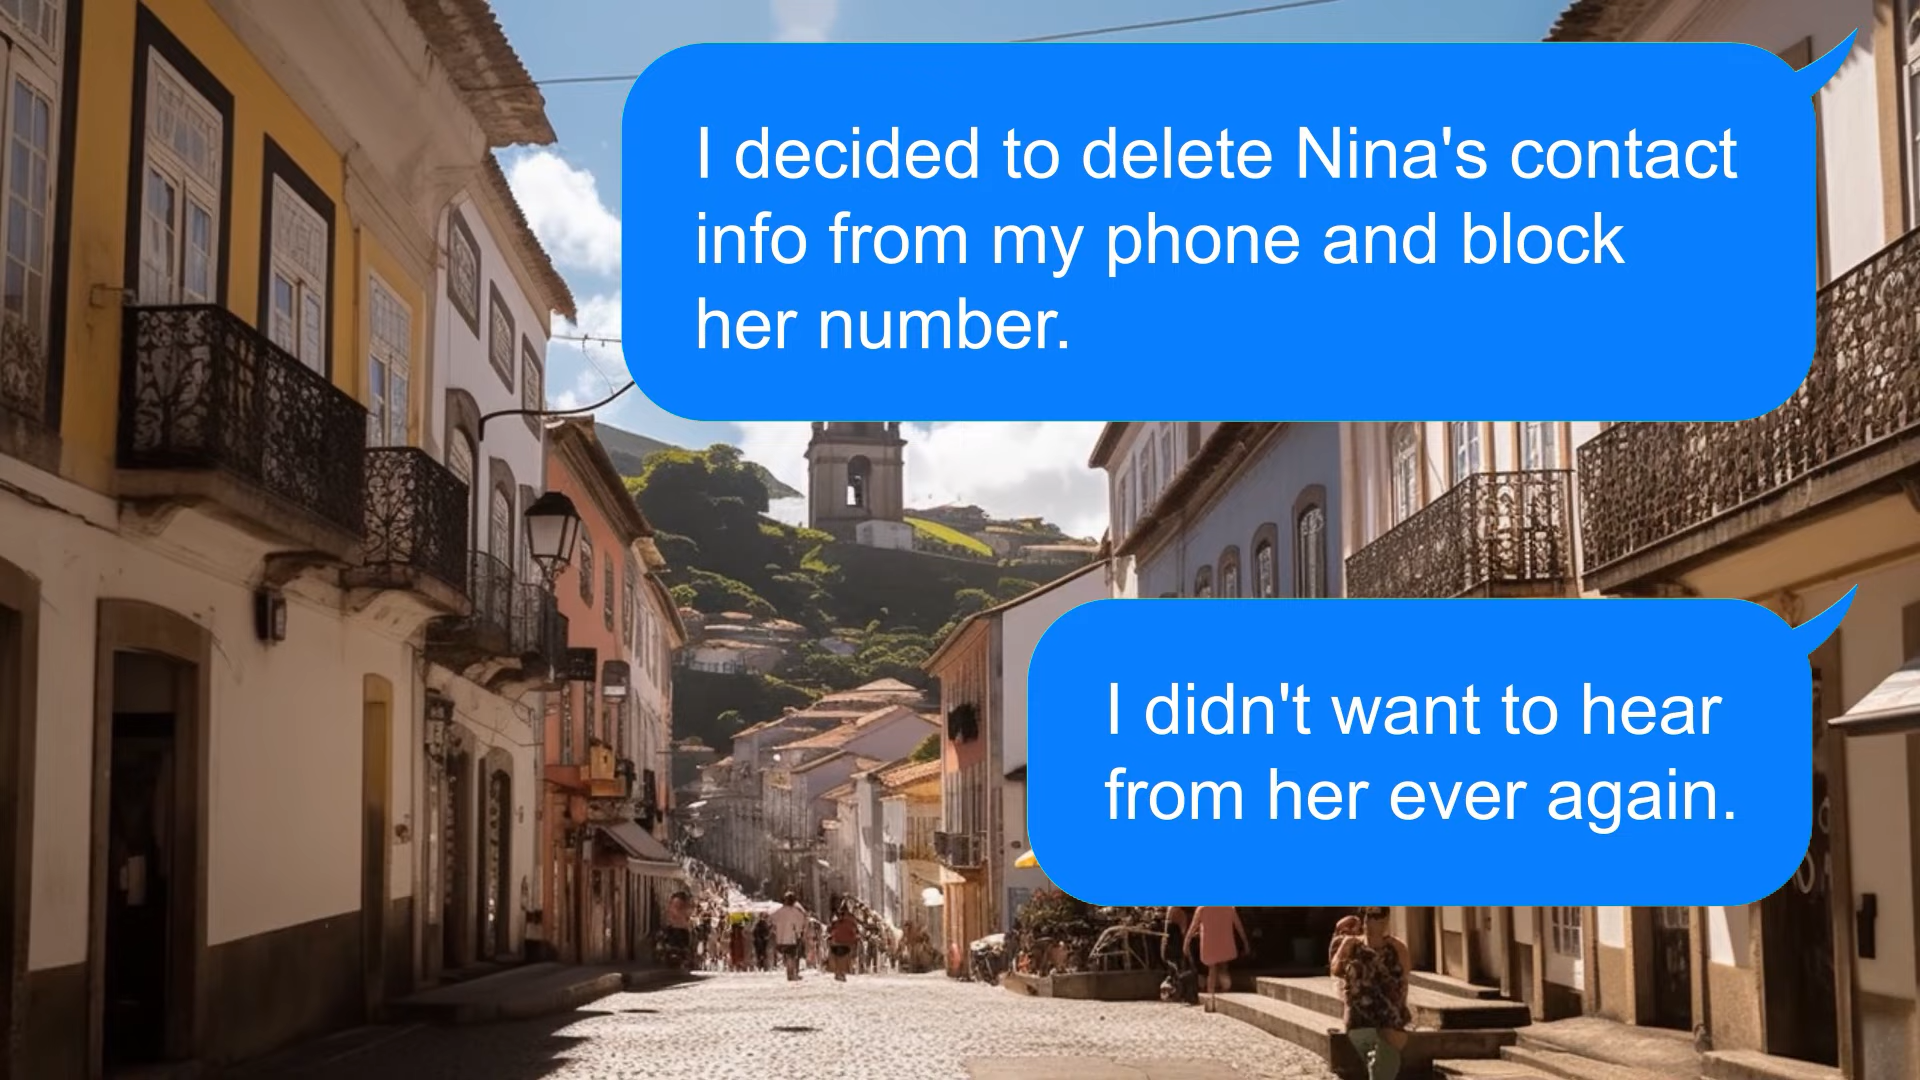 I decided to delete Nina's contact
info from my phone and block
her number.
I didn't want to hear
from her ever again.